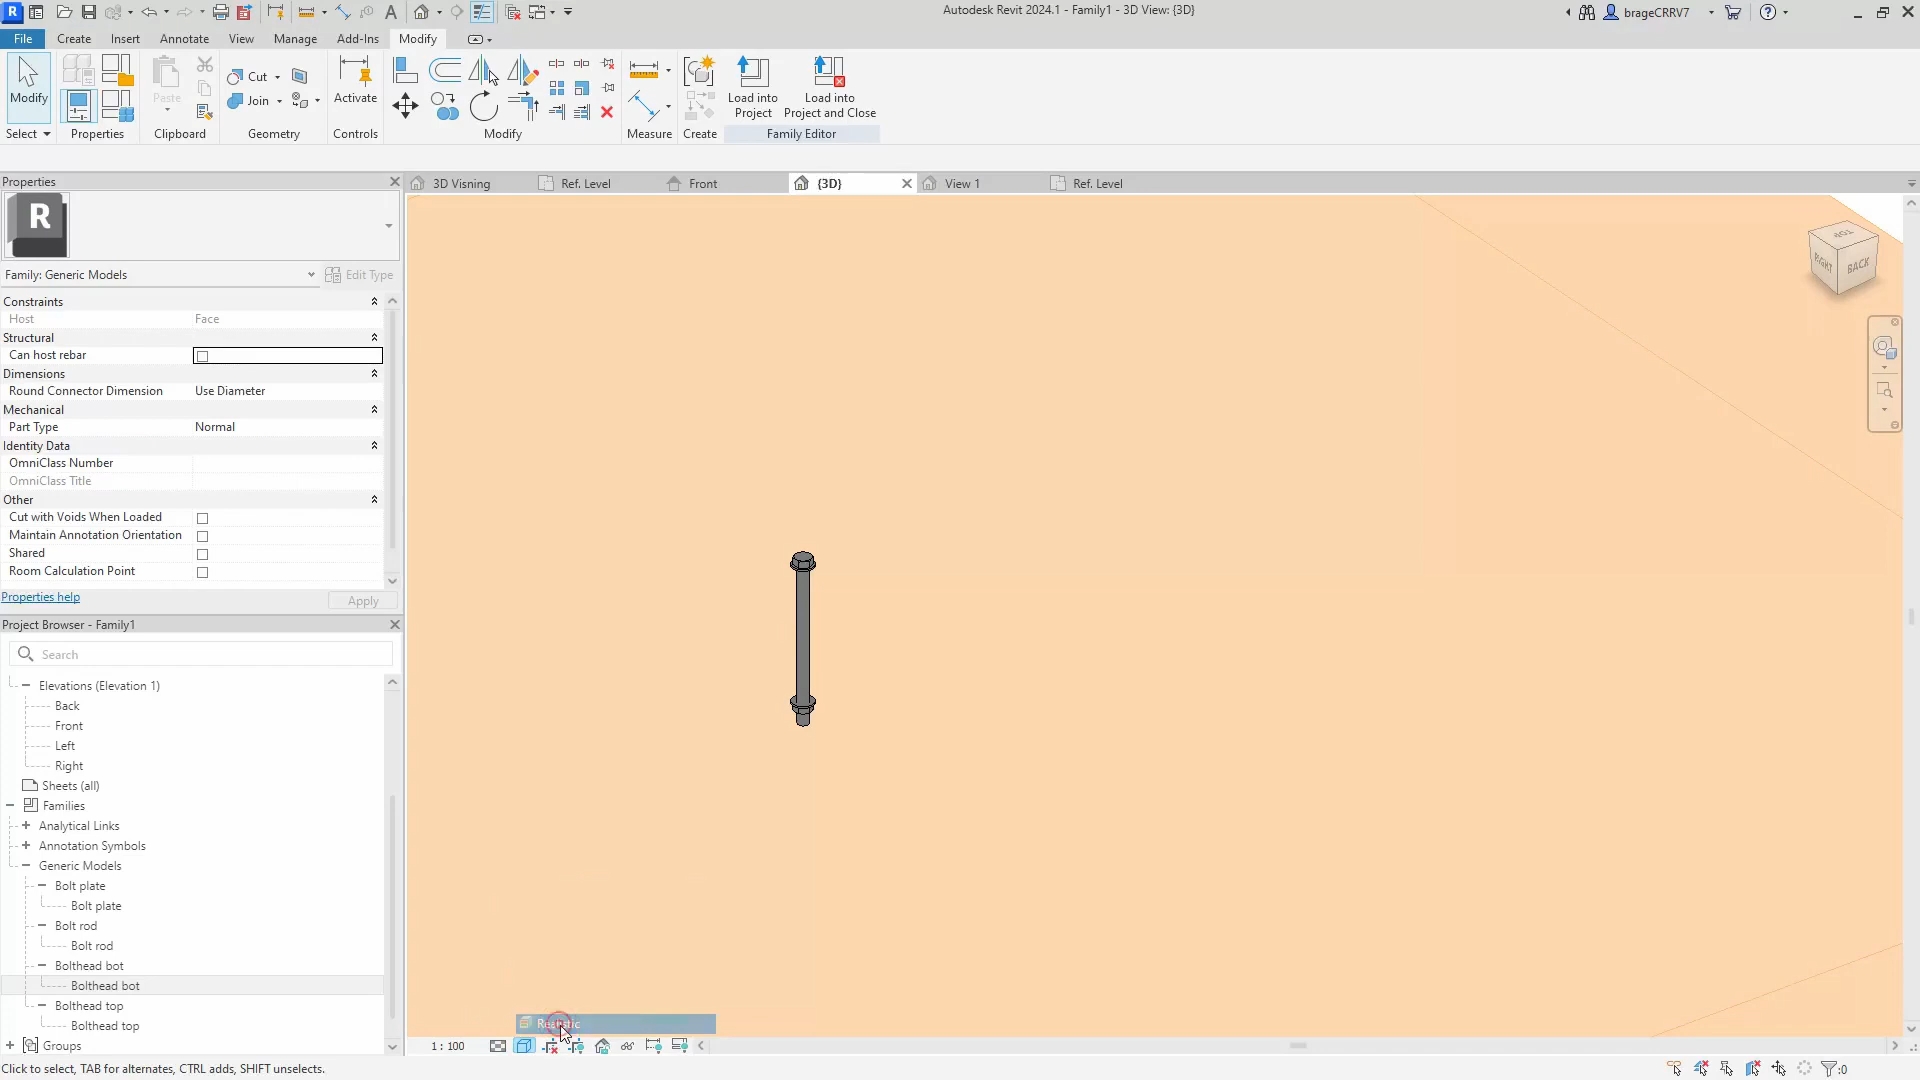 Autodesk Revit 2024.1 - Family1 - 3D View: {3D}
brageCRRV7
File
Create
Insert
Annotate
View
Manage
Add-Ins
Modify
Modify
Paste
Cut
Join
Activate
Load into
Project
Load into
Project and Close
Select
Properties
Clipboard
Geometry
Controls
Modify
Measure
Create
Family Editor
Properties
3D Visning
Ref. Level
Front
{3D}
View 1
Ref. Level
R
Family: Generic Models
Edit Type
Constraints
Host Face
Structural
Can host rebar
Dimensions
Round Connector Dimension Use Diameter
Mechanical
Part Type Normal
Identity Data
OmniClass Number
OmniClass Title
Other
Cut with Voids When Loaded
Maintain Annotation Orientation
Shared
Room Calculation Point
Properties help
Apply
Project Browser - Family1
Search
Elevations (Elevation 1)
Back
Front
Left
Right
Sheets (all)
Families
Analytical Links
Annotation Symbols
Generic Models
Bolt plate
Bolt plate
Bolt rod
Bolt rod
Bolthead bot
Bolthead bot
Bolthead top
Bolthead top
Groups
TOP
RIGHT
BACK
Realistic
1 : 100
Click to select, TAB for alternates, CTRL adds, SHIFT unselects.
:0